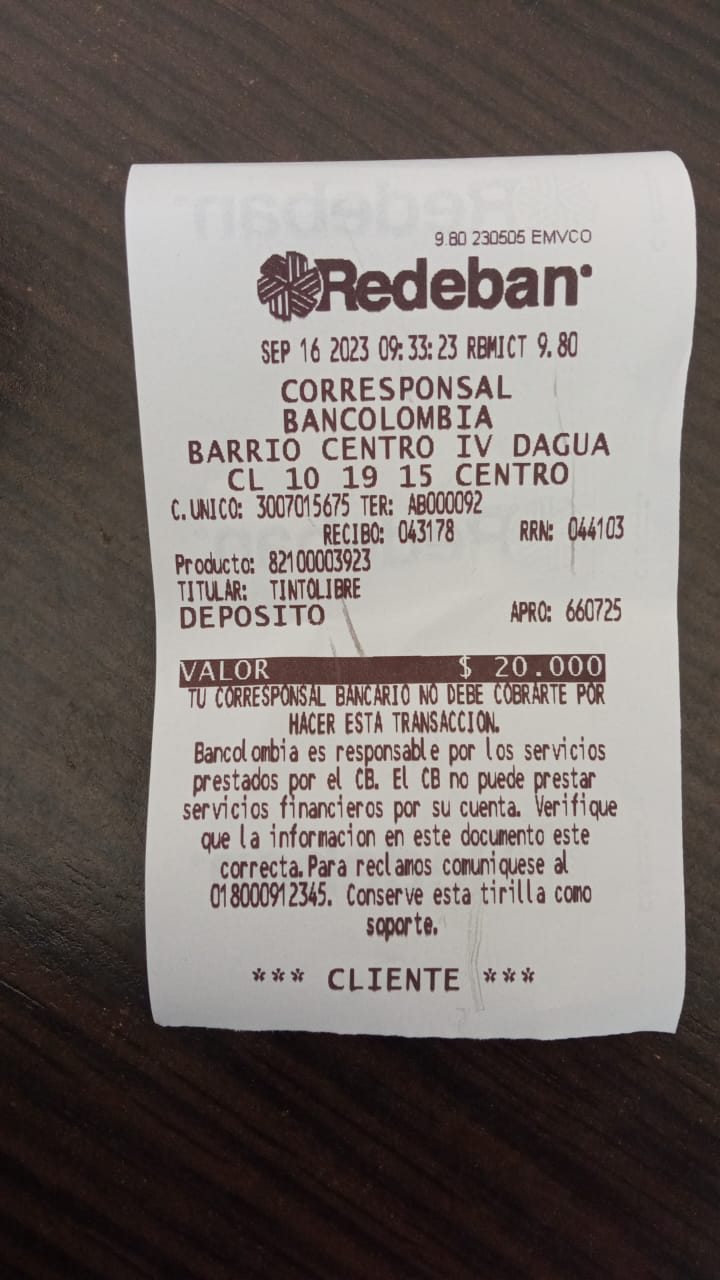 9.80 230505 EMVCO
Redeban
SEP 16 2023 09:33:23 RBMICT 9.80
CORRESPONSAL
BANCOLOMBIA
BARRIO CENTRO IV DAGUA
CL 10 19 15 CENTRO
C. UNICO: 3007015675 TER: AB000092
RECIBO: 043178 RRN: 044103
Producto: 82100003923
TITULAR: TINTOLIBRE
DEPOSITO APRO: 660725
VALOR $ 20.000
TU CORRESPONSAL BANCARIO NO DEBE COBRARTE POR
HACER ESTA TRANSACCION.
Bancolombia es responsable por los servicios
prestados por el CB. El CB no puede prestar
servicios financieros por su cuenta. Verifique
que la informacion en este documento este
correcta. Para reclamos comuniquese al
018000912345. Conserve esta tirilla como
soporte.
*** CLIENTE ***